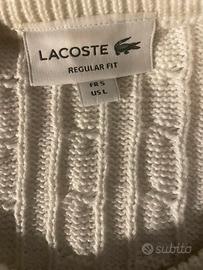 LACOSTE
REGULAR FIT
FR 5
US L
subito